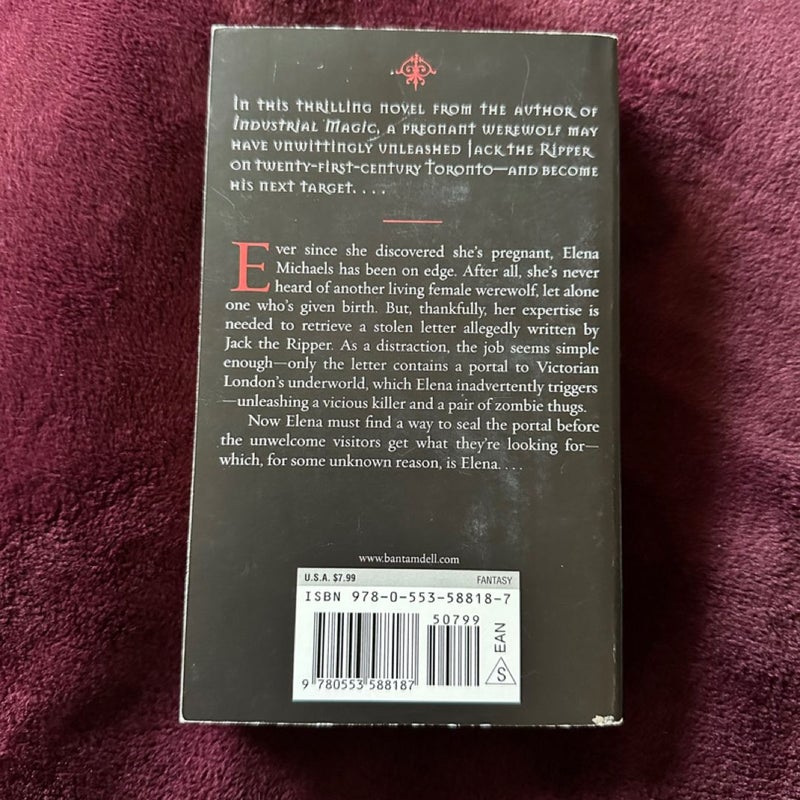 In this thrilling novel from the author of
Industrial Magic, a pregnant werewolf may
have unwittingly unleashed Jack the Ripper
on twenty-first-century Toronto—and become
his next target. . . .
Ever since she discovered she's pregnant, Elena
Michaels has been on edge. After all, she's never
heard of another living female werewolf, let alone
one who's given birth. But, thankfully, her expertise is
needed to retrieve a stolen letter allegedly written by
Jack the Ripper. As a distraction, the job seems simple
enough—only the letter contains a portal to Victorian
London's underworld, which Elena inadvertently triggers
—unleashing a vicious killer and a pair of zombie thugs.
Now Elena must find a way to seal the portal before
the unwelcome visitors get what they're looking for—
which, for some unknown reason, is Elena. . . .
www.bantamdell.com
U.S.A. $7.99 FANTASY
ISBN 978-0-553-58818-7
50799
EAN
S
9 780553 588187